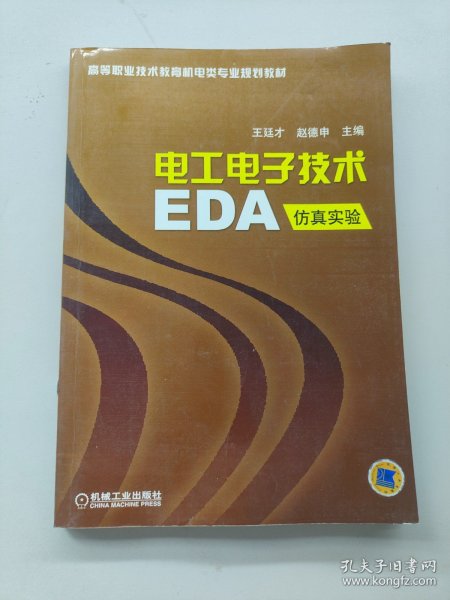 高等职业技术教育机电类专业规划教材
王廷才 赵德申 主编
电工电子技术
EDA 仿真实验
机械工业出版社
CHINA MACHINE PRESS
孔夫子旧书网
www.kongfz.com